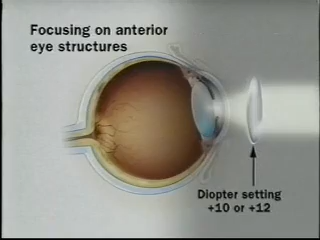 Focusing on anterior
eye structures
Diopter setting
+10 or +12